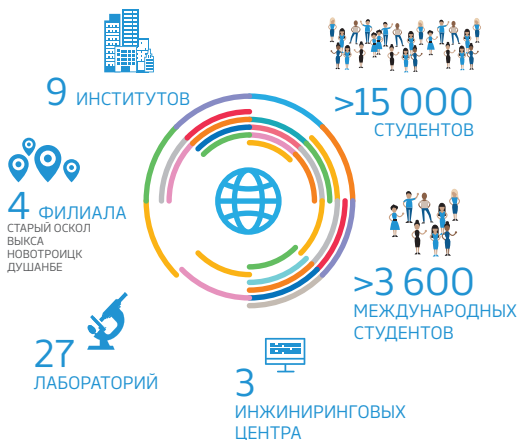 9 ИНСТИТУТОВ
>15 000
СТУДЕНТОВ
4 ФИЛИАЛА
СТАРЫЙ ОСКОЛ
ВЫКСА
НОВОТРОИЦК
ДУШАНБЕ
>3 600
МЕЖДУНАРОДНЫХ
СТУДЕНТОВ
27
ЛАБОРАТОРИЙ
3
ИНЖИНИРИНГОВЫХ
ЦЕНТРА